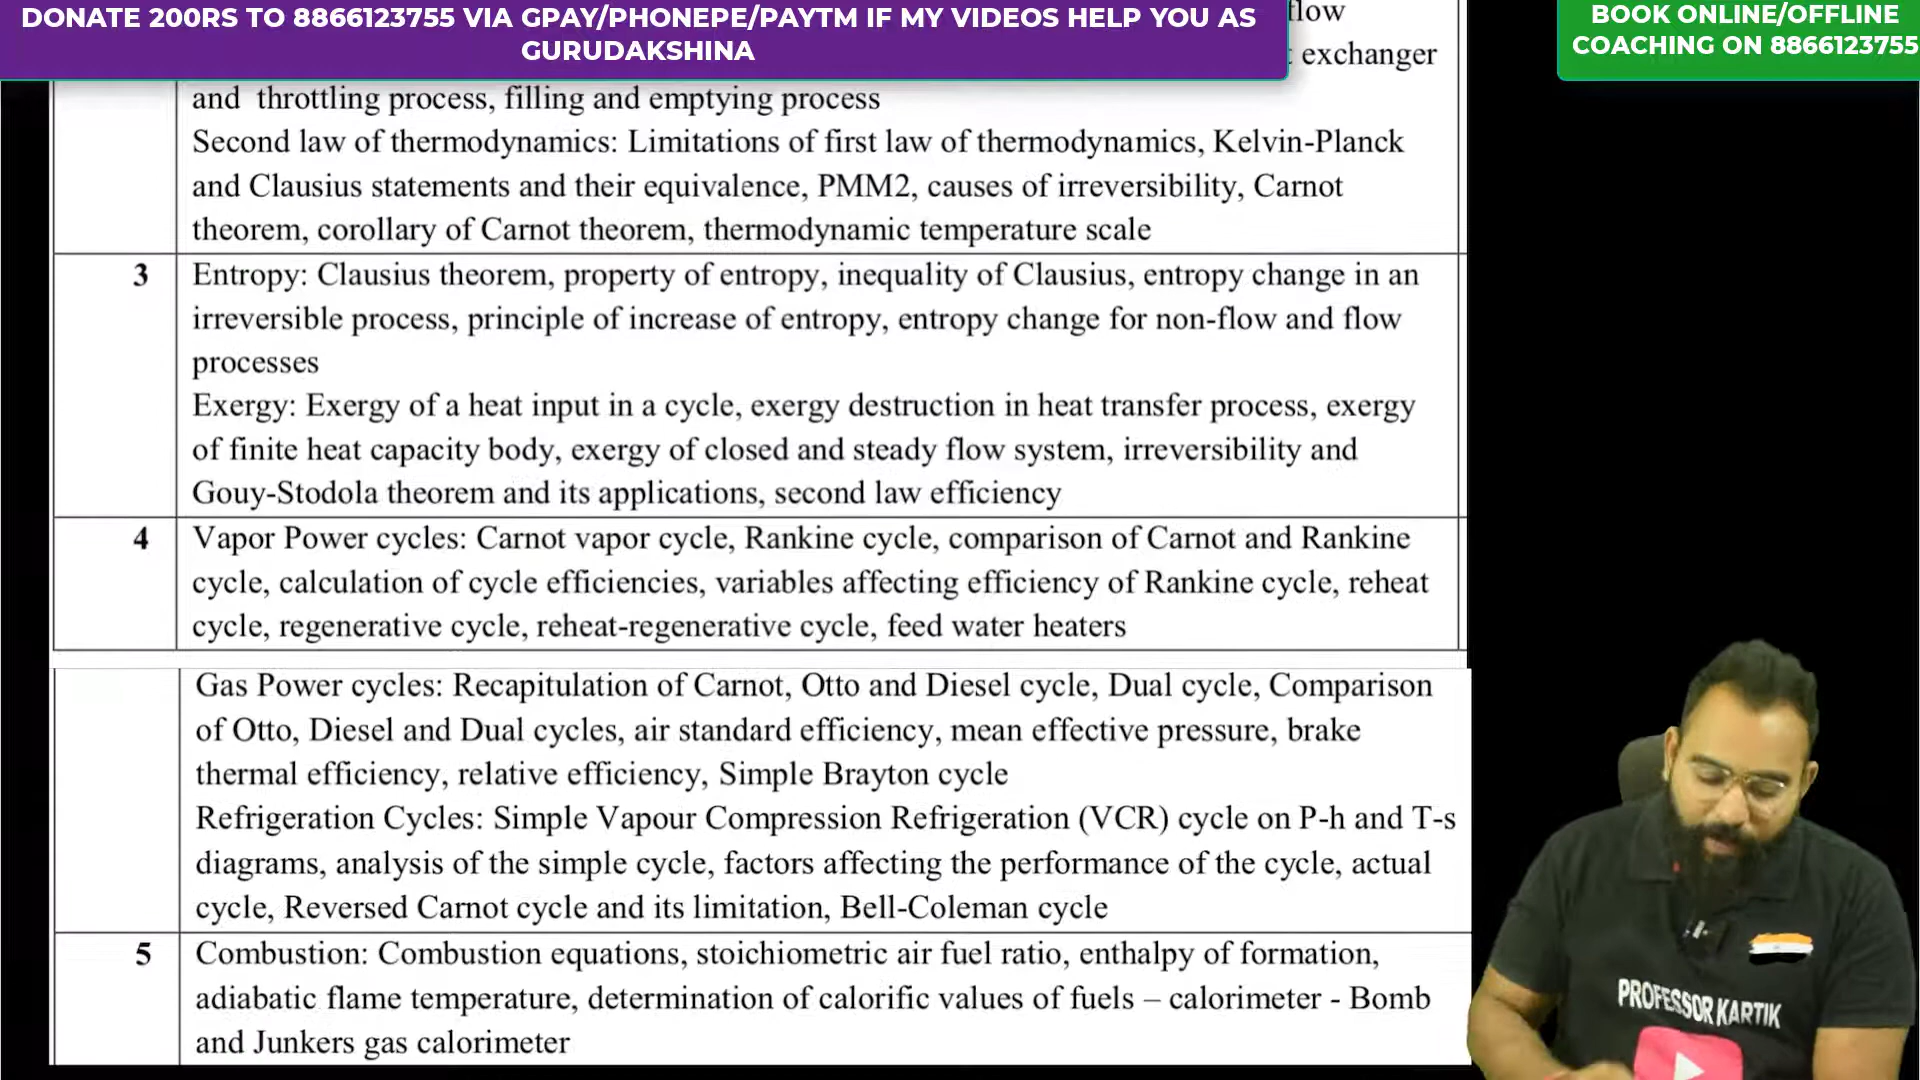 DONATE 200RS TO 8866123755 VIA GPAY/PHONEPE/PAYTM IF MY VIDEOS HELP YOU AS
GURUDAKSHINA
BOOK ONLINE/OFFLINE
COACHING ON 8866123755
flow
exchanger
and throttling process, filling and emptying process
Second law of thermodynamics: Limitations of first law of thermodynamics, Kelvin-Planck
and Clausius statements and their equivalence, PMM2, causes of irreversibility, Carnot
theorem, corollary of Carnot theorem, thermodynamic temperature scale
3 Entropy: Clausius theorem, property of entropy, inequality of Clausius, entropy change in an
irreversible process, principle of increase of entropy, entropy change for non-flow and flow
processes
Exergy: Exergy of a heat input in a cycle, exergy destruction in heat transfer process, exergy
of finite heat capacity body, exergy of closed and steady flow system, irreversibility and
Gouy-Stodola theorem and its applications, second law efficiency
4 Vapor Power cycles: Carnot vapor cycle, Rankine cycle, comparison of Carnot and Rankine
cycle, calculation of cycle efficiencies, variables affecting efficiency of Rankine cycle, reheat
cycle, regenerative cycle, reheat-regenerative cycle, feed water heaters
Gas Power cycles: Recapitulation of Carnot, Otto and Diesel cycle, Dual cycle, Comparison
of Otto, Diesel and Dual cycles, air standard efficiency, mean effective pressure, brake
thermal efficiency, relative efficiency, Simple Brayton cycle
Refrigeration Cycles: Simple Vapour Compression Refrigeration (VCR) cycle on P-h and T-s
diagrams, analysis of the simple cycle, factors affecting the performance of the cycle, actual
cycle, Reversed Carnot cycle and its limitation, Bell-Coleman cycle
5 Combustion: Combustion equations, stoichiometric air fuel ratio, enthalpy of formation,
adiabatic flame temperature, determination of calorific values of fuels – calorimeter - Bomb
and Junkers gas calorimeter
PROFESSOR KARTIK